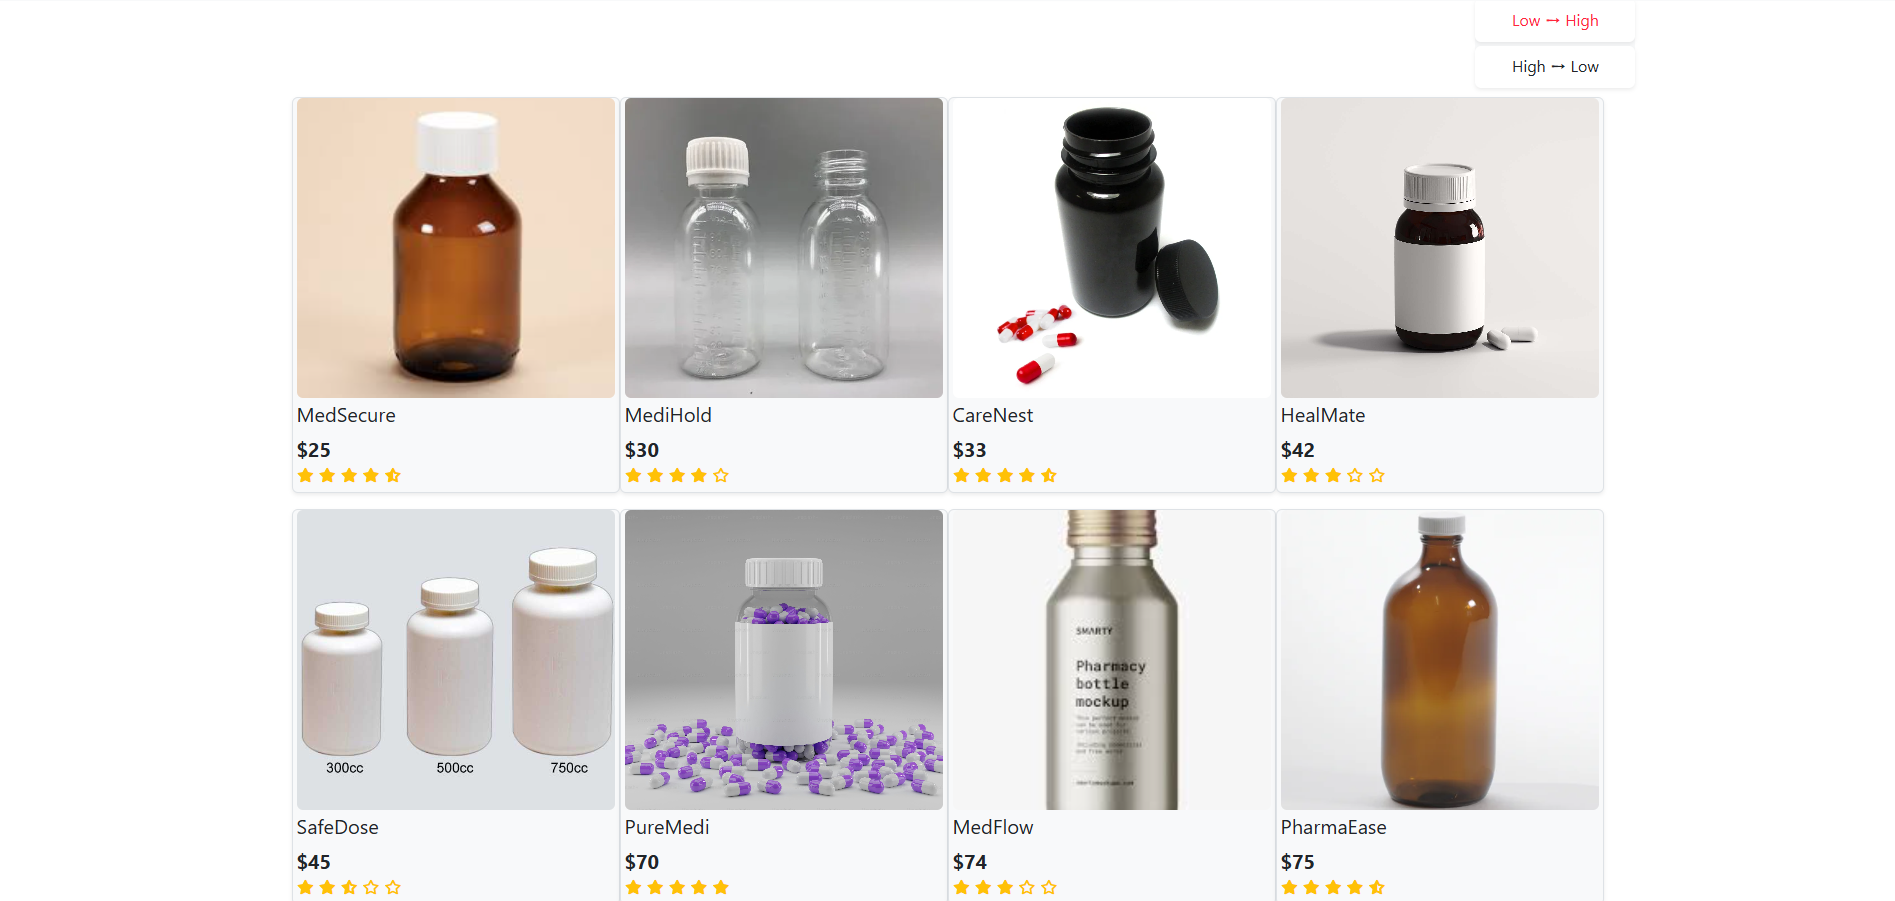 Low ↔ High
High ↔ Low
MedSecure
$25
MediHold
$30
CareNest
$33
HealMate
$42
300cc
500cc
750cc
SafeDose
$45
SMARTY
Pharmacy
bottle
mockup
PureMedi
$70
MedFlow
$74
PharmaEase
$75